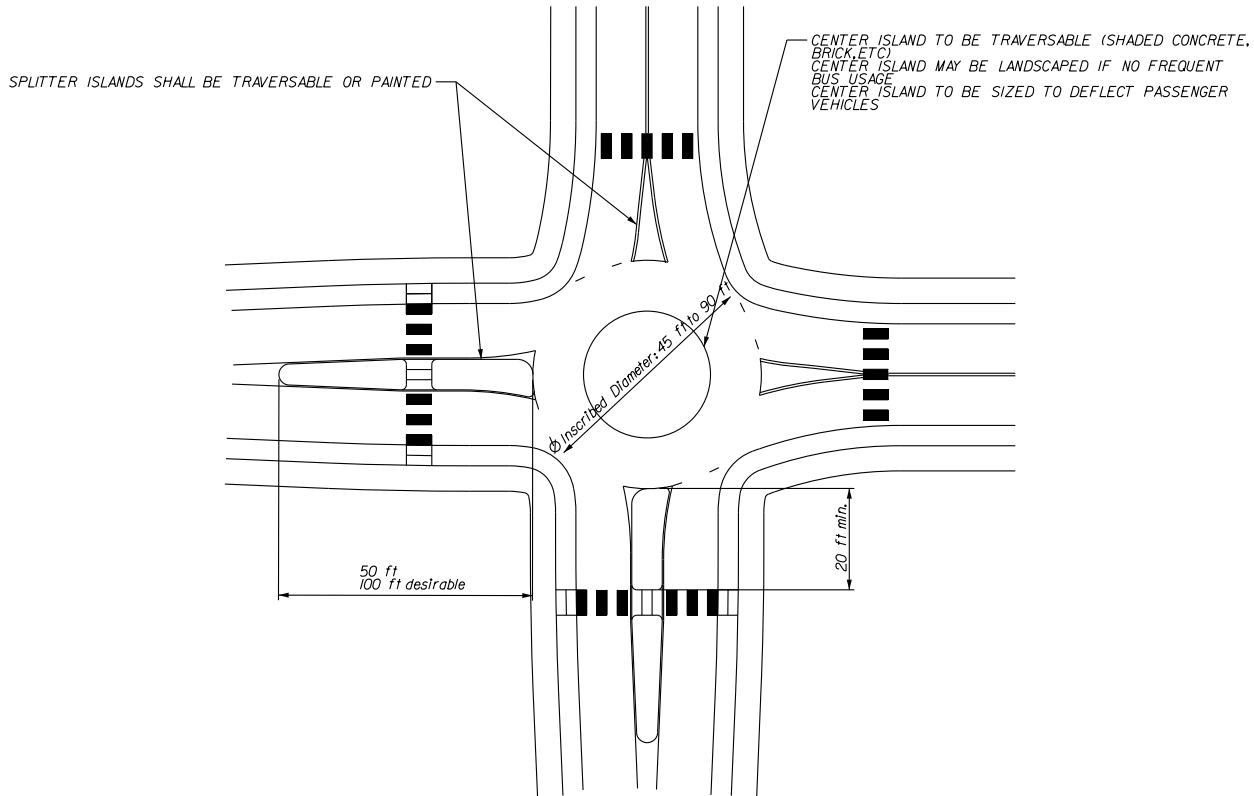 CENTER ISLAND TO BE TRAVERSABLE (SHADED CONCRETE,
BRICK,ETC)
CENTER ISLAND MAY BE LANDSCAPED IF NO FREQUENT
BUS USAGE
CENTER ISLAND TO BE SIZED TO DEFLECT PASSENGER
VEHICLES
SPLITTER ISLANDS SHALL BE TRAVERSABLE OR PAINTED
Ø Inscribed Diameter: 45 ft to 90 ft
20 ft min.
50 ft
100 ft desirable